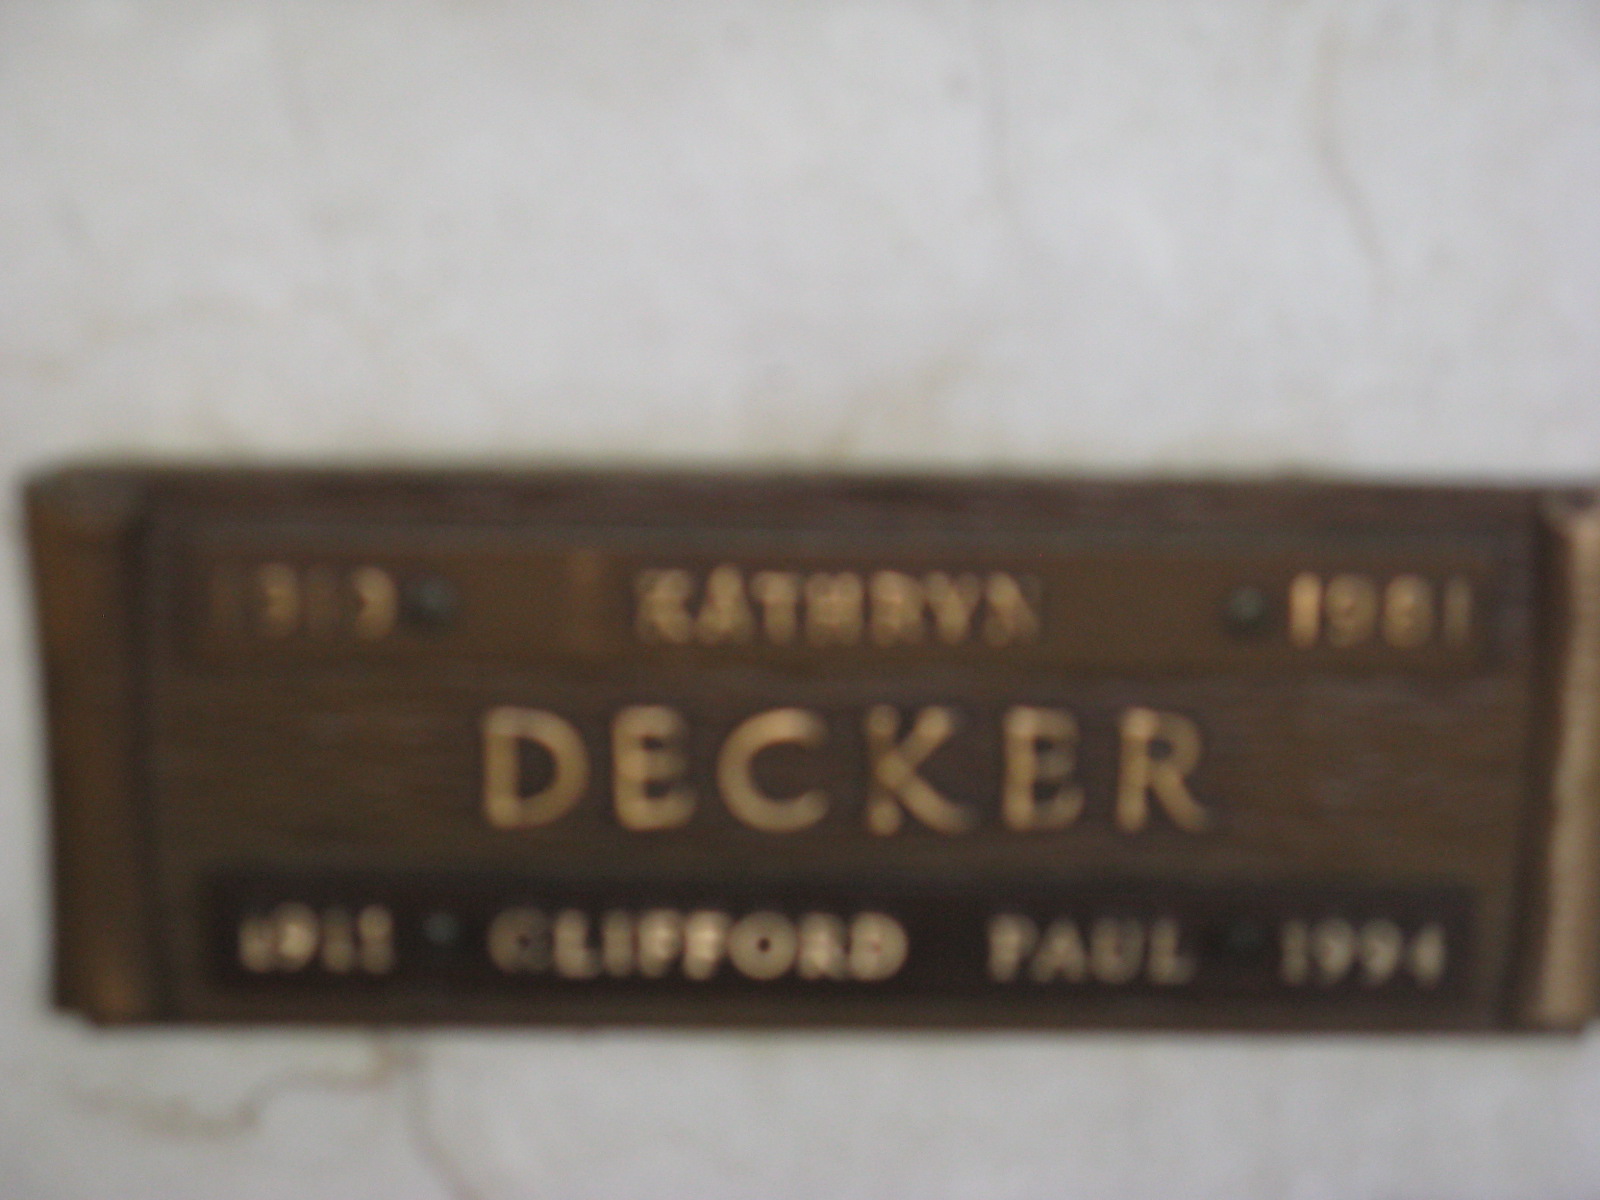 KATHRYN 1981
DECKER
CLIFFORD PAUL 1994